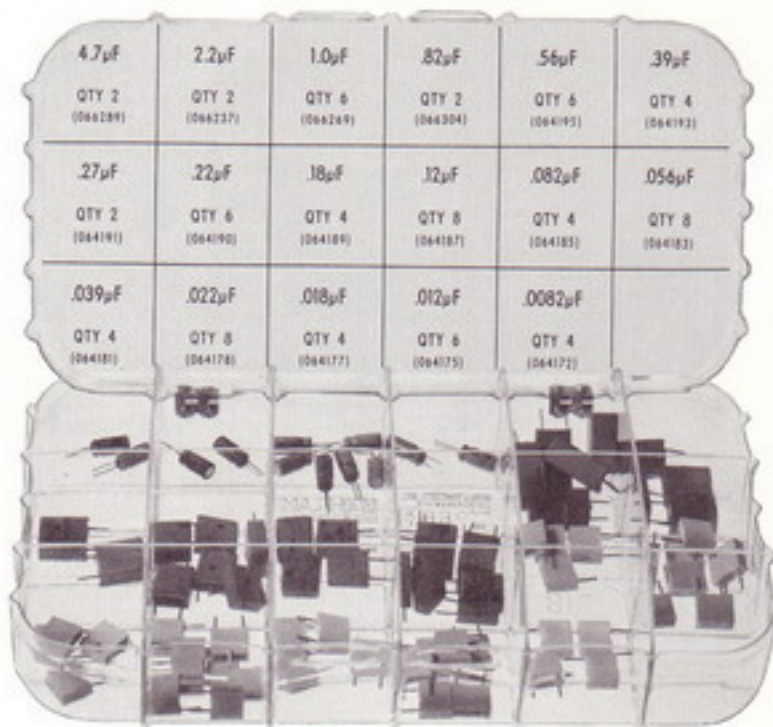 4.7µF 2.2µF 1.0µF .82µF .56µF .39µF
QTY 2 QTY 2 QTY 6 QTY 2 QTY 6 QTY 4
(066289) (066237) (066269) (066304) (064195) (064193)
.27µF .22µF .18µF .12µF .082µF .056µF
QTY 2 QTY 6 QTY 4 QTY 8 QTY 4 QTY 8
(064191) (064190) (064189) (064187) (064185) (064183)
.039µF .022µF .018µF .012µF .0082µF
QTY 4 QTY 8 QTY 4 QTY 6 QTY 4
(064181) (064178) (064177) (064175) (064172)